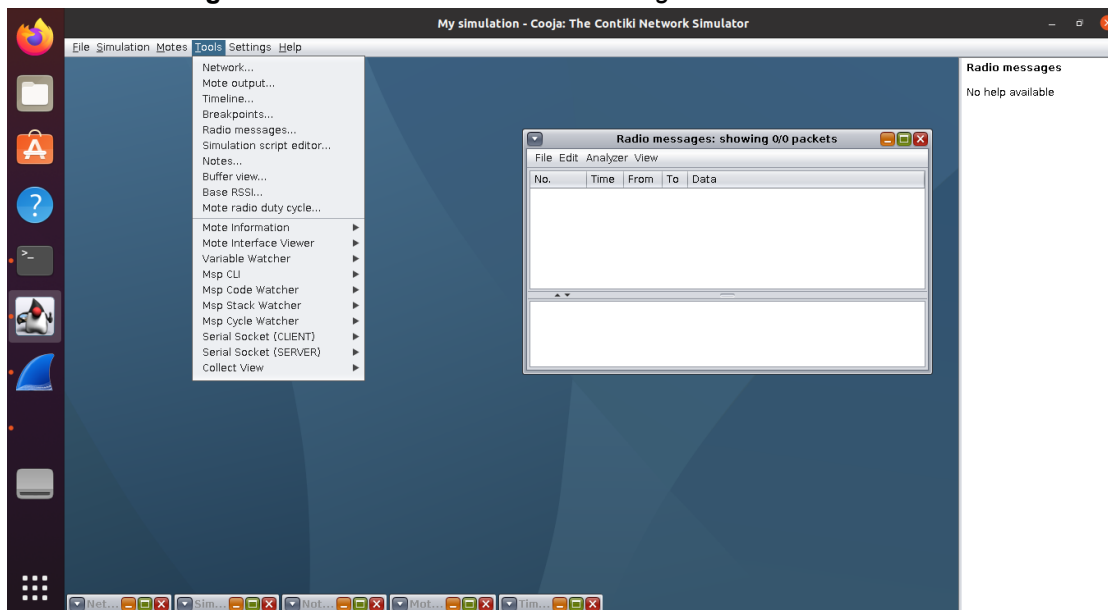 My simulation - Cooja: The Contiki Network Simulator
File Simulation Motes Tools Settings Help
Network...
Mote output...
Timeline...
Breakpoints...
Radio messages...
Simulation script editor...
Notes...
Buffer view...
Base RSSI...
Mote radio duty cycle...
Mote Information
Mote Interface Viewer
Variable Watcher
Msp CLI
Msp Code Watcher
Msp Stack Watcher
Msp Cycle Watcher
Serial Socket (CLIENT)
Serial Socket (SERVER)
Collect View
Radio messages: showing 0/0 packets
File Edit Analyzer View
No. Time From To Data
Radio messages
No help available
Net... Sim... Not... Mot... Tim...